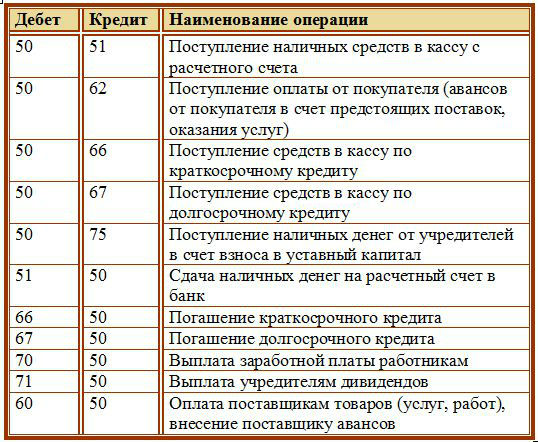 Дебет Кредит Наименование операции
50 51 Поступление наличных средств в кассу с
расчетного счета
50 62 Поступление оплаты от покупателя (авансов
от покупателя в счет предстоящих поставок,
оказания услуг)
50 66 Поступление средств в кассу по
краткосрочному кредиту
50 67 Поступление средств в кассу по
долгосрочному кредиту
50 75 Поступление наличных денег от учредителей
в счет взноса в уставный капитал
51 50 Сдача наличных денег на расчетный счет в
банк
66 50 Погашение краткосрочного кредита
67 50 Погашение долгосрочного кредита
70 50 Выплата заработной платы работникам
71 50 Выплата учредителям дивидендов
60 50 Оплата поставщикам товаров (услуг, работ),
внесение поставщику авансов